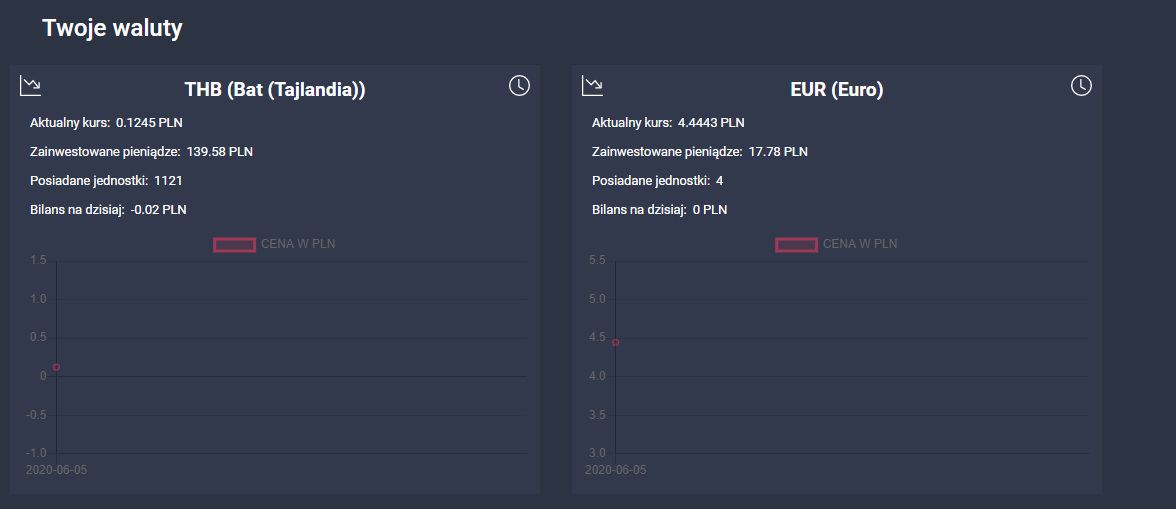 Twoje waluty
THB (Bat (Tajlandia))
Aktualny kurs: 0.1245 PLN
Zainwestowane pieniądze: 139.58 PLN
Posiadane jednostki: 1121
Bilans na dzisiaj: -0.02 PLN
CENA W PLN
1.5
1.0
0.5
0
-0.5
-1.0
2020-06-05
EUR (Euro)
Aktualny kurs: 4.4443 PLN
Zainwestowane pieniądze: 17.78 PLN
Posiadane jednostki: 4
Bilans na dzisiaj: 0 PLN
CENA W PLN
5.5
5.0
4.5
4.0
3.5
3.0
2020-06-05